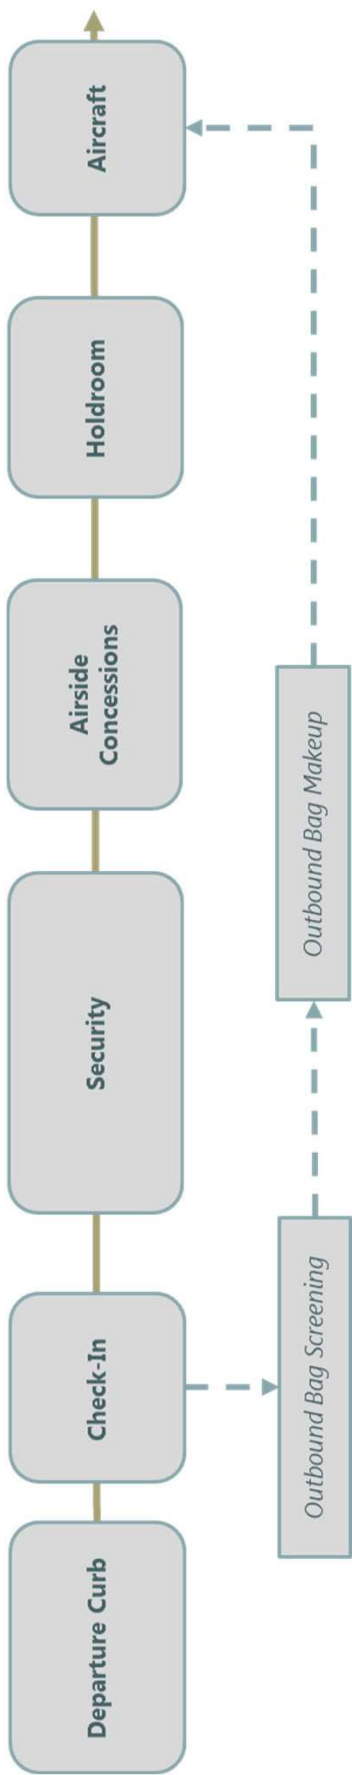 Departure Curb
Check-In
Security
Airside
Concessions
Holdroom
Aircraft
Outbound Bag Screening
Outbound Bag Makeup